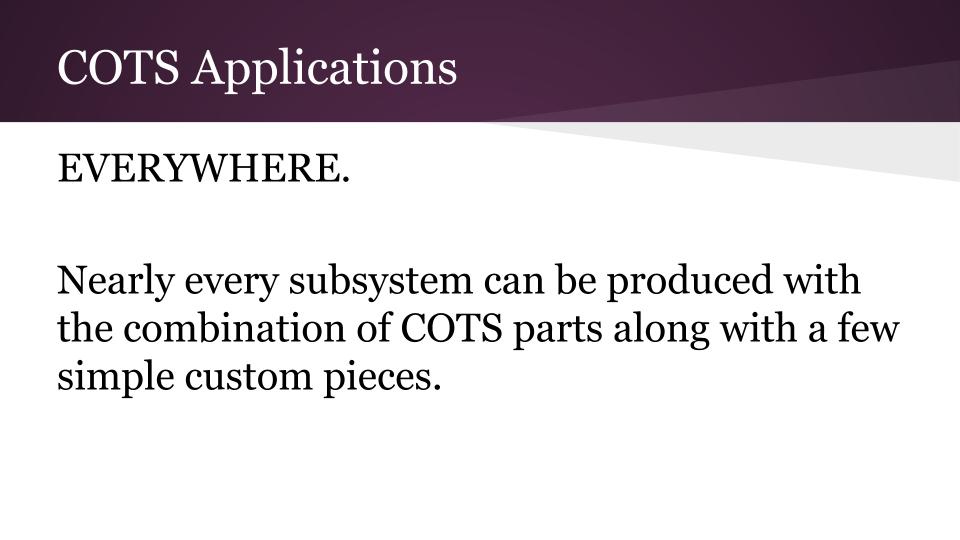 COTS Applications
EVERYWHERE.
Nearly every subsystem can be produced with
the combination of COTS parts along with a few
simple custom pieces.